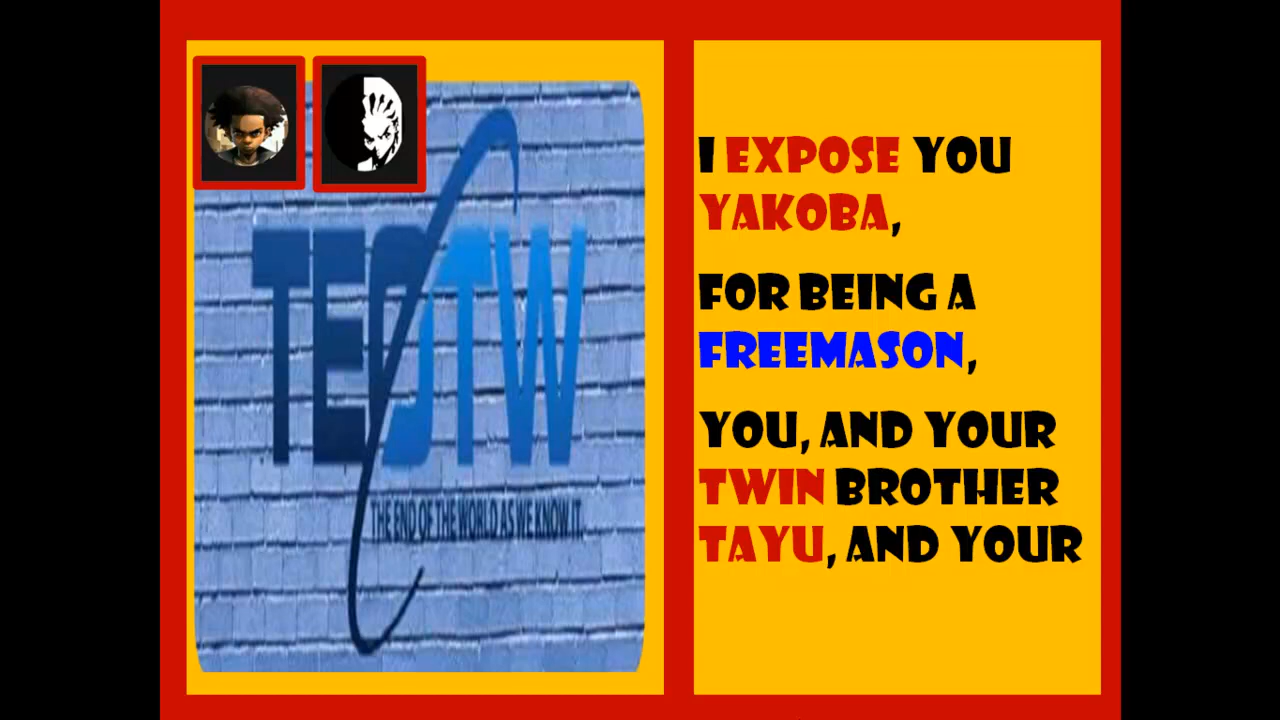 TEOTW
THE END OF THE WORLD AS WE KNOW IT
I EXPOSE YOU
YAKOBA,
FOR BEING A
FREEMASON,
YOU, AND YOUR
TWIN BROTHER
TAYU, AND YOUR